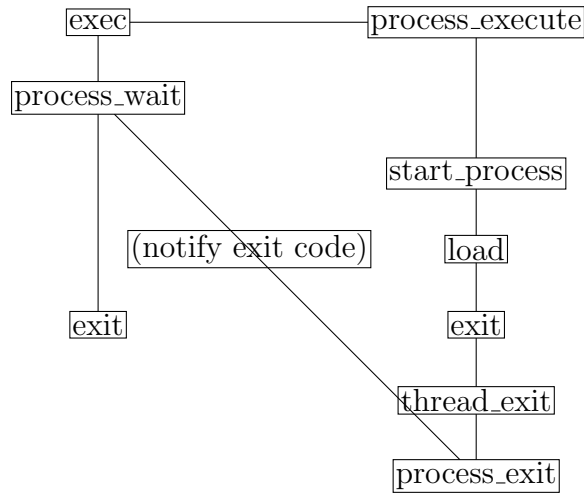 exec
process_execute
process_wait
start_process
(notify exit code)
load
exit
exit
thread_exit
process_exit